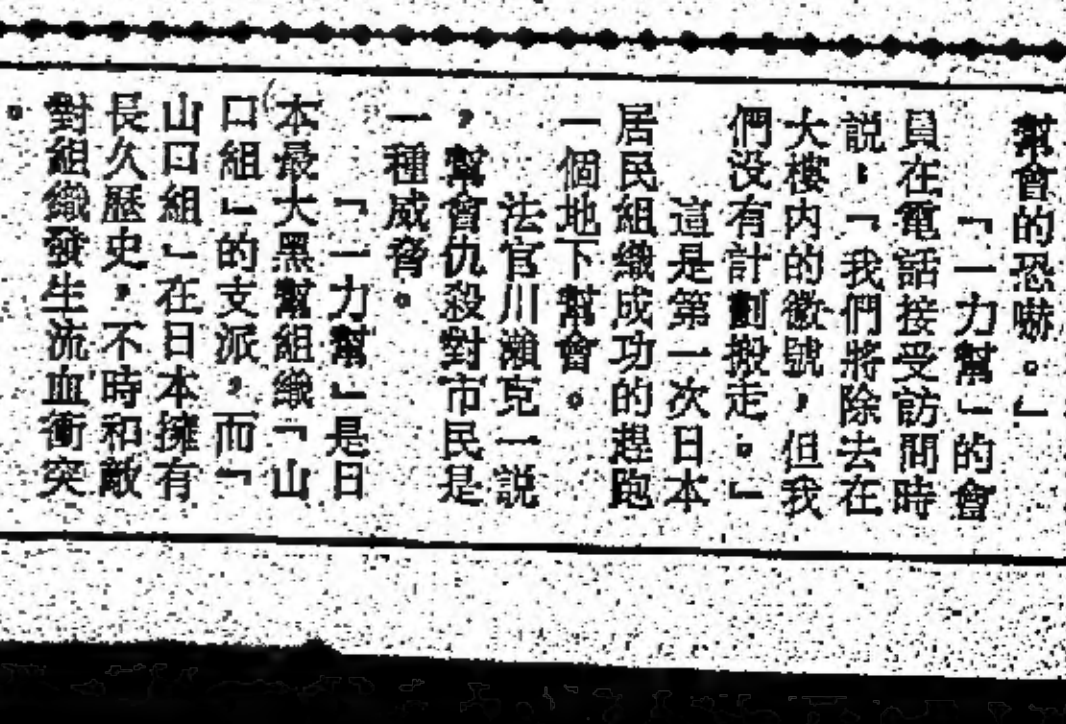 幫會的恐嚇。」
「一力幫」的會
員在電話接受訪問時
説：「我們將除去在
大樓内的徽號，但我
們没有計劃搬走。」
這是第一次日本
居民組織成功的趕跑
一個地下幫會。
法官川瀨克一説
，幫會仇殺對市民是
一種威脅。
「一力幫」是日
本最大黑幫組織「山
口組」的支派，而「
山口組」在日本擁有
長久歷史，不時和敵
對組織發生流血衝突
。